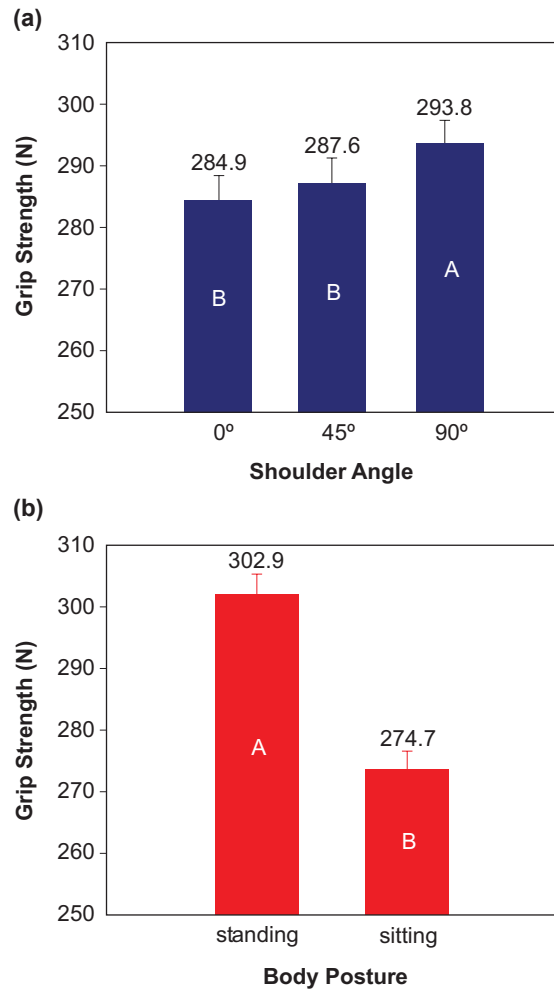 (a)
310
300
290
280
270
260
250
Grip Strength (N)
284.9
287.6
293.8
B
B
A
0º
45º
90º
Shoulder Angle
(b)
310
300
290
280
270
260
250
Grip Strength (N)
302.9
274.7
A
B
standing
sitting
Body Posture